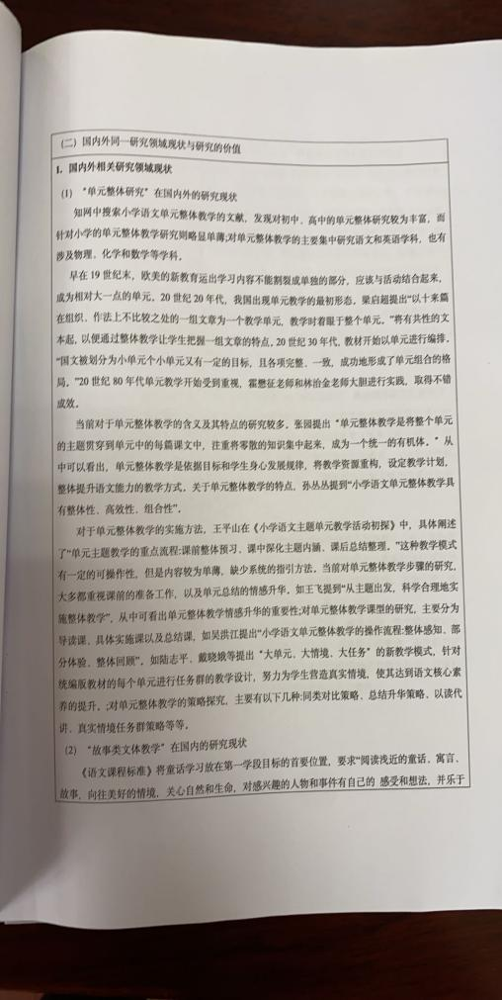 （二）国内外同一研究领域现状与研究的价值
1. 国内外相关研究领域现状
（1）“单元整体研究”在国内外的研究现状
知网中搜索小学语文单元整体教学的文献，发现对初中、高中的单元整体研究较为丰富，而
针对小学的单元整体教学研究则略显单薄;对单元整体教学的主要集中研究语文和英语学科，也有
涉及物理、化学和数学等学科。
早在 19 世纪末，欧美的新教育运出学习内容不能割裂成单独的部分，应该与活动结合起来，
成为相对大一点的单元。20 世纪 20 年代，我国出现单元教学的最初形态。梁启超提出“以十来篇
在组织、作法上不比较之处的一组文章为一个教学单元，教学时着眼于整个单元。”将有共性的文
本起，以便通过整体教学让学生把握一组文章的特点。20 世纪 30 年代，教材开始以单元进行编排。
“国文被划分为小单元个小单元又有一定的目标，且各项完整、一致，成功地形成了单元组合的格
局。”20 世纪 80 年代单元教学开始受到重视，霍懋征老师和林治金老师大胆进行实践，取得不错
成效。
当前对于单元整体教学的含义及其特点的研究较多。张园提出“单元整体教学是将整个单元
的主题贯穿到单元中的每篇课文中，注重将零散的知识集中起来，成为一个统一的有机体。”从
中可以看出，单元整体教学是依据目标和学生身心发展规律，将教学资源重构，设定教学计划，
整体提升语文能力的教学方式。关于单元整体教学的特点，孙丛丛提到“小学语文单元整体教学具
有整体性、高效性、组合性”。
对于单元整体教学的实施方法，王平山在《小学语文主题单元教学活动初探》中，具体阐述
了“单元主题教学的重点流程:课前整体预习、课中深化主题内涵、课后总结整理。”这种教学模式
有一定的可操作性，但是内容较为单薄，缺少系统的指引方法。当前对单元整体教学步骤的研究，
大多都重视课前的准备工作，以及单元总结的情感升华。如王飞提到“从主题出发，科学合理地实
施整体教学”，从中可看出单元整体教学情感升华的重要性;对单元整体教学课型的研究，主要分为
导读课、具体实施课以及总结课，如吴洪江提出“小学语文单元整体教学的操作流程:整体感知、部
分体验、整体回顾”，如陆志平、戴晓娥等提出“大单元、大情境、大任务”的新教学模式，针对
统编版教材的每个单元进行任务群的教学设计，努力为学生营造真实情境，使其达到语文核心素
养的提升。;对单元整体教学的策略探究，主要有以下几种:同类对比策略、总结升华策略、以读代
讲、真实情境任务群策略等等。
（2）“故事类文体教学”在国内的研究现状
《语文课程标准》将童话学习放在第一学段目标的首要位置，要求“阅读浅近的童话、寓言、
故事，向往美好的情境，关心自然和生命，对感兴趣的人物和事件有自己的 感受和想法，并乐于